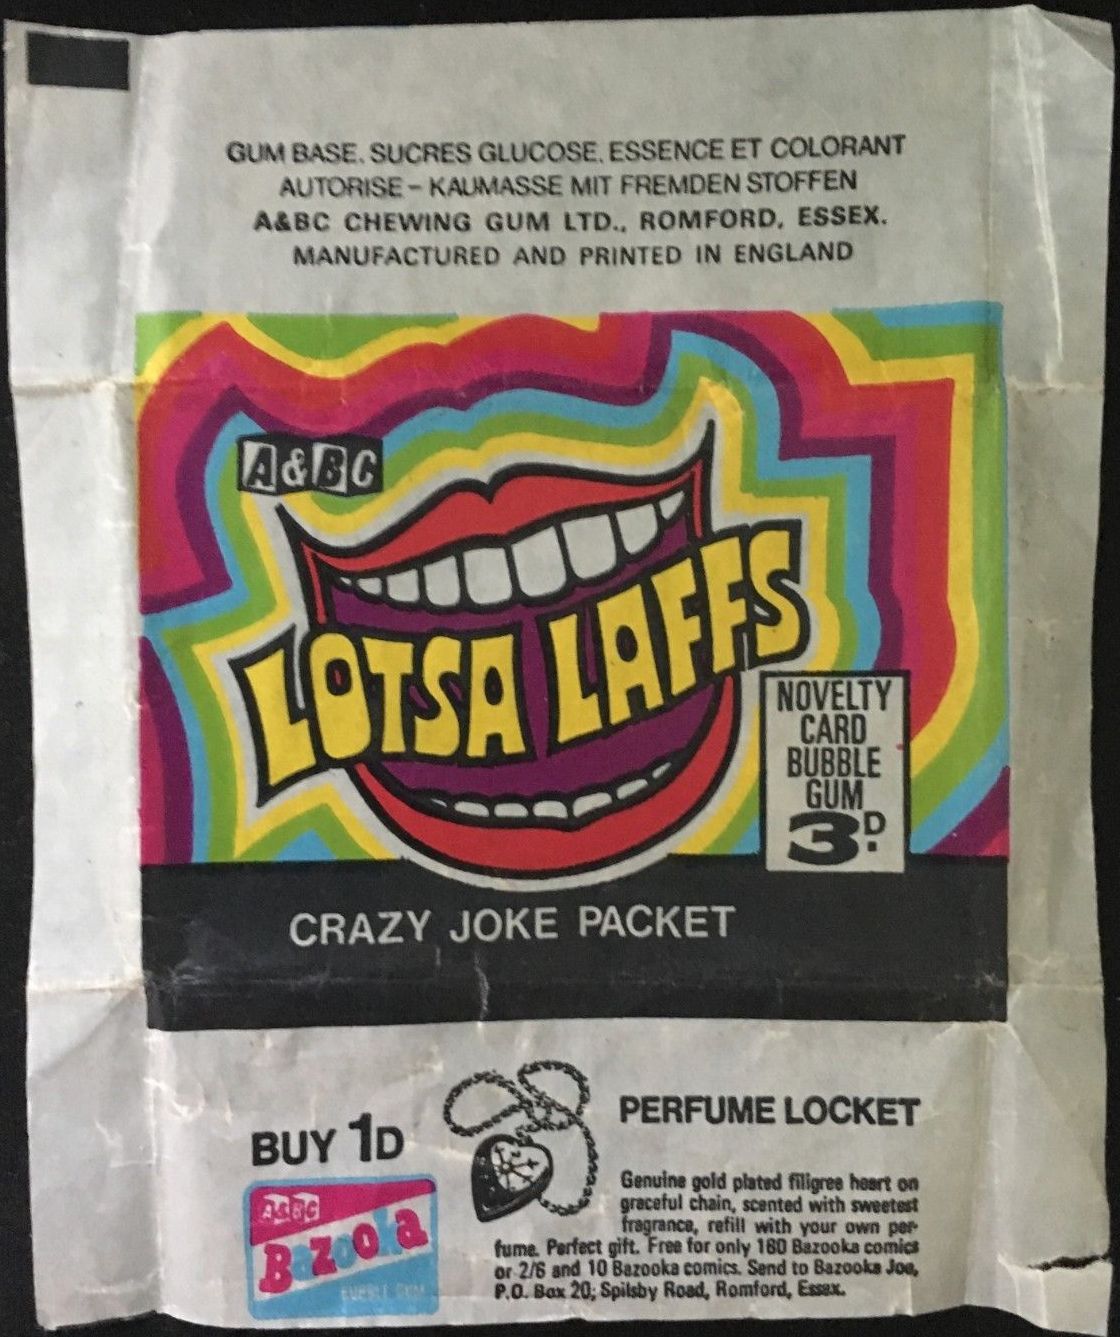 GUM BASE. SUCRES GLUCOSE. ESSENCE ET COLORANT
AUTORISE – KAUMASSE MIT FREMDEN STOFFEN
A&BC CHEWING GUM LTD., ROMFORD, ESSEX.
MANUFACTURED AND PRINTED IN ENGLAND
A&BC
LOTSA LAFFS
NOVELTY
CARD
BUBBLE
GUM
3D.
CRAZY JOKE PACKET
BUY 1D
A&BC
Bazooka
BUBBLE GUM
PERFUME LOCKET
Genuine gold plated filigree heart on
graceful chain, scented with sweetest
fragrance, refill with your own per-
fume. Perfect gift. Free for only 160 Bazooka comics
or 2/6 and 10 Bazooka comics. Send to Bazooka Joe,
P.O. Box 20; Spilsby Road, Romford, Essex.